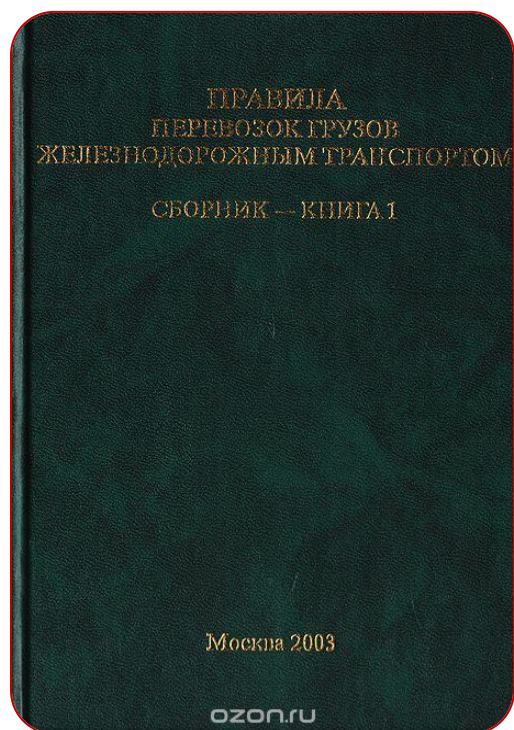 ПРАВИЛА
ПЕРЕВОЗОК ГРУЗОВ
ЖЕЛЕЗНОДОРОЖНЫМ ТРАНСПОРТОМ
СБОРНИК — КНИГА 1
Москва 2003
ozon.ru